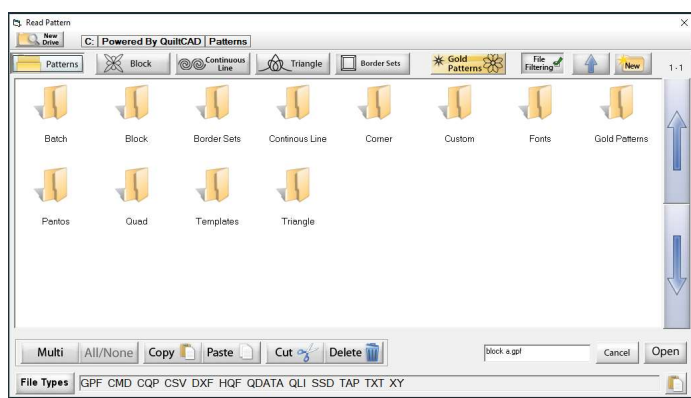 Read Pattern
New Drive
C: Powered By QuiltCAD Patterns
Patterns Block Continuous Line Triangle Border Sets Gold Patterns File Filtering New 1 - 1
Batch Block Border Sets Continous Line Corner Custom Fonts Gold Patterns
Pantos Quad Templates Triangle
Multi All/None Copy Paste Cut Delete block a.gpf Cancel Open
File Types GPF CMD CQP CSV DXF HQF QDATA QLI SSD TAP TXT XY